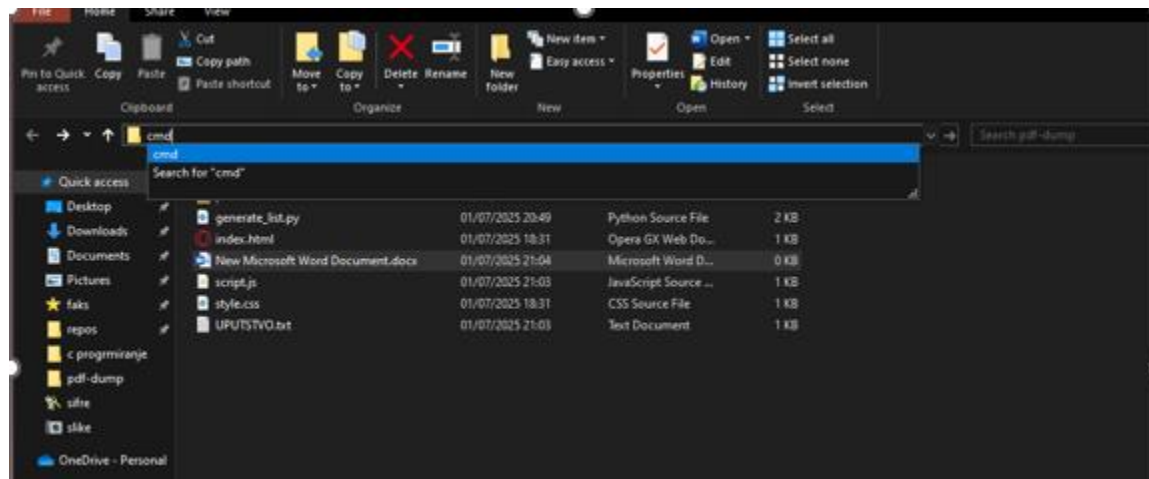 File Home Share View
Pin to Quick access
Copy
Paste
Cut
Copy path
Paste shortcut
Clipboard
Move to
Copy to
Delete
Rename
Organize
New folder
New item
Easy access
New
Properties
Open
Edit
History
Open
Select all
Select none
Invert selection
Select
cmd
Search pdf-dump
cmd
Search for "cmd"
Quick access
Desktop
Downloads
Documents
Pictures
faks
repos
c progrmiranje
pdf-dump
sifre
slike
OneDrive - Personal
generate_list.py 01/07/2025 20:49 Python Source File 2 KB
index.html 01/07/2025 18:31 Opera GX Web Do... 1 KB
New Microsoft Word Document.docx 01/07/2025 21:04 Microsoft Word D... 0 KB
script.js 01/07/2025 21:03 JavaScript Source ... 1 KB
style.css 01/07/2025 18:31 CSS Source File 1 KB
UPUTSTVO.txt 01/07/2025 21:03 Text Document 1 KB